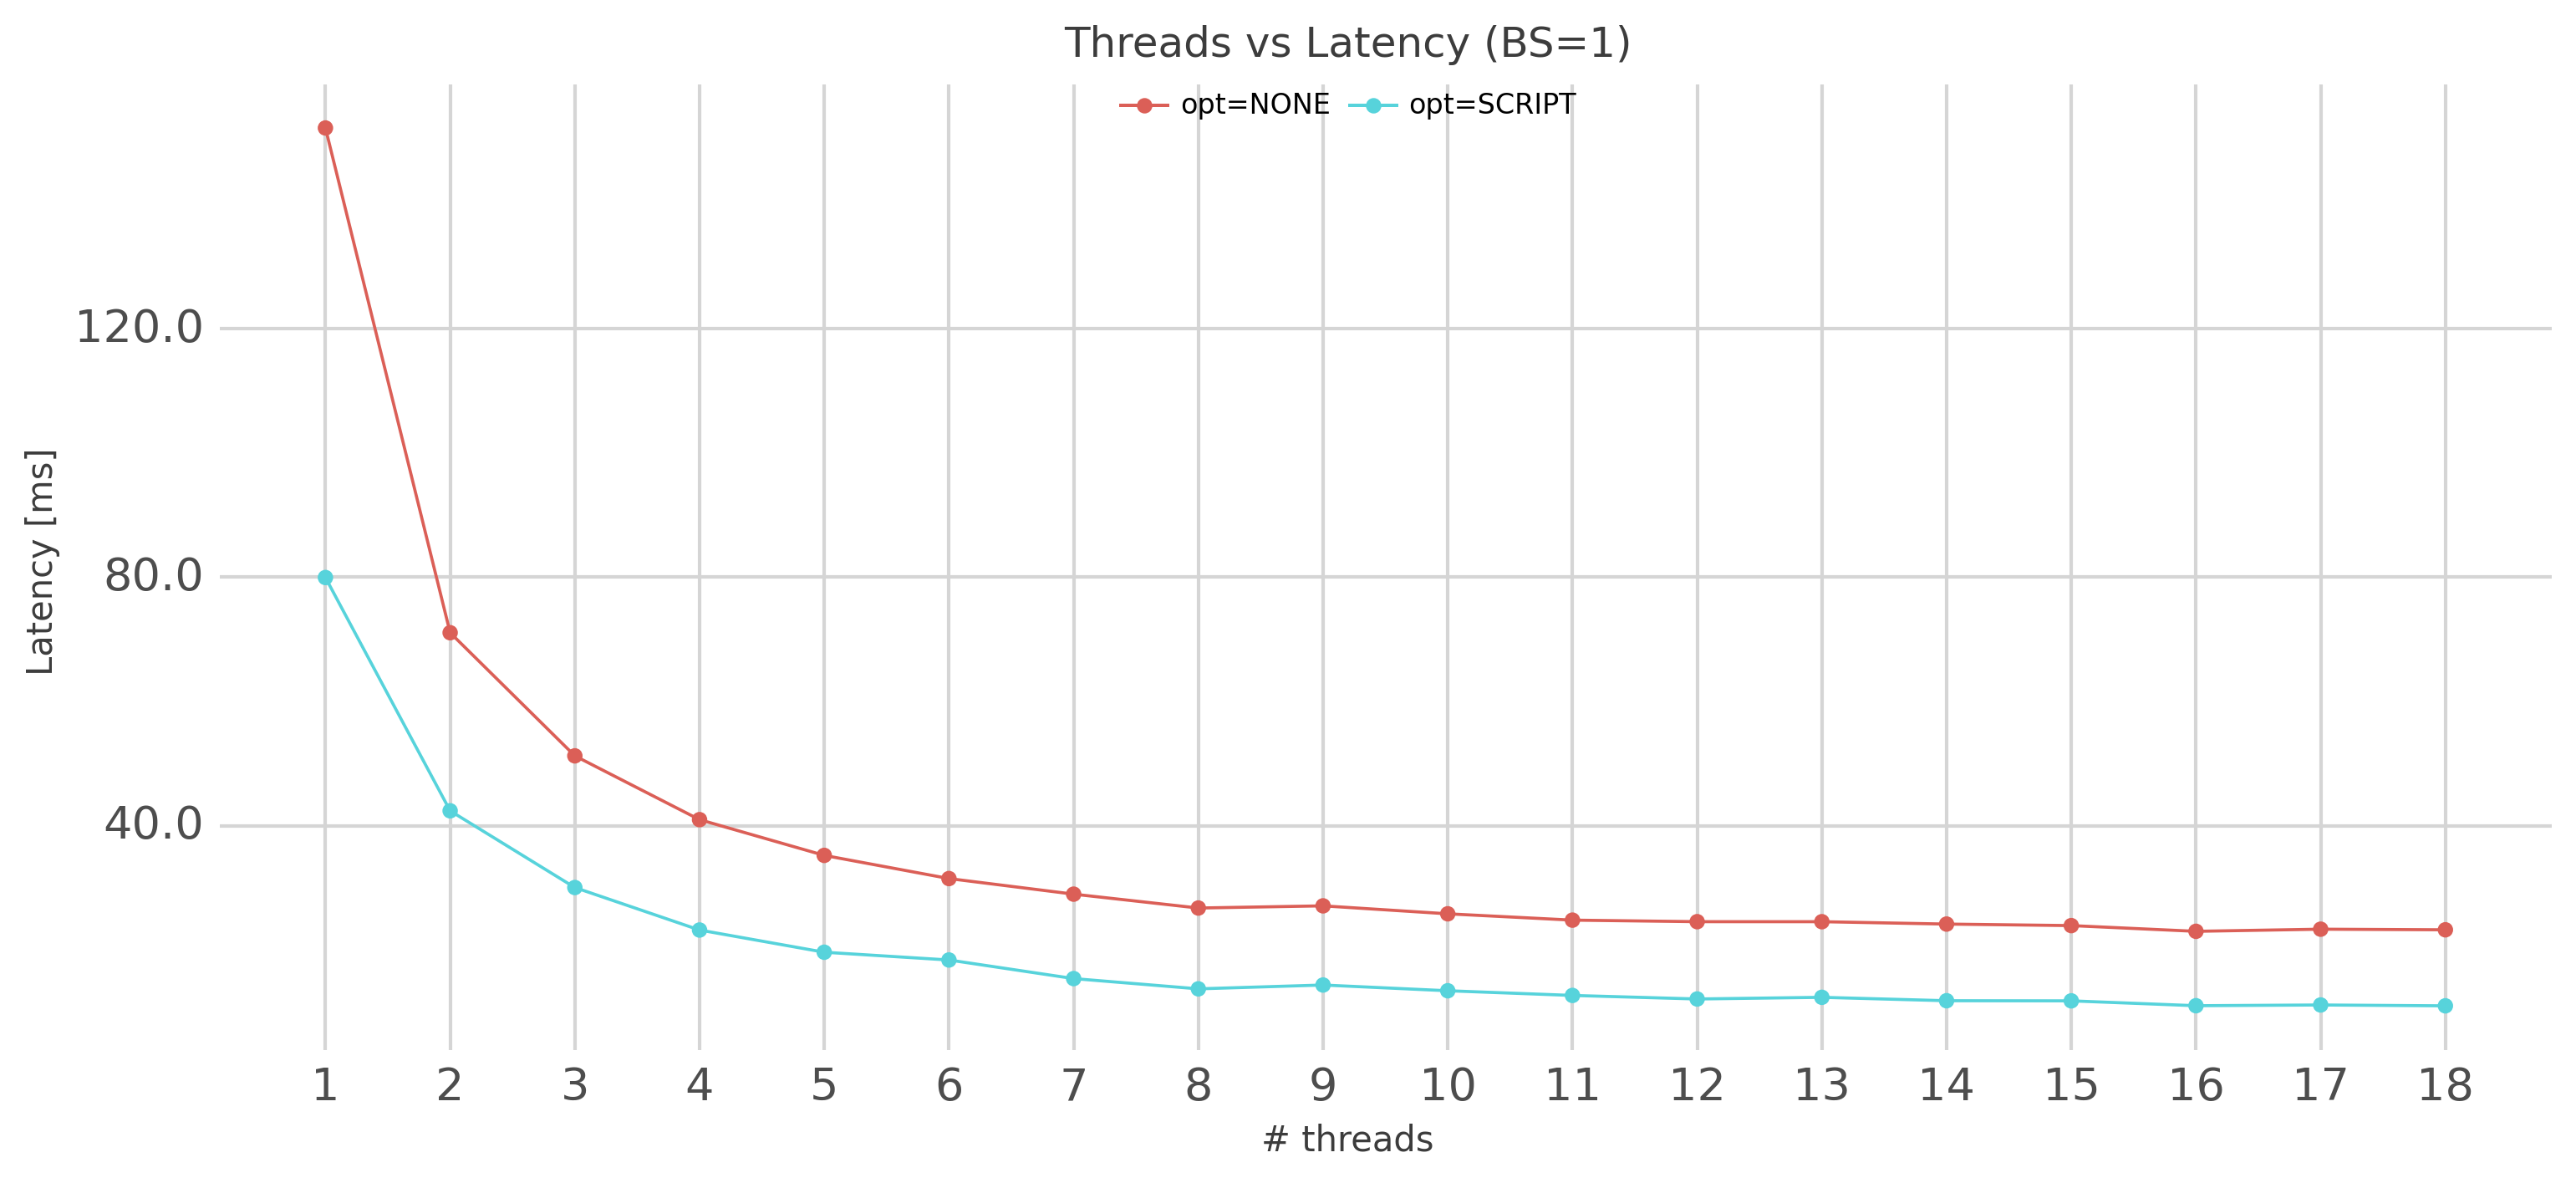 Threads vs Latency (BS=1)
opt=NONE opt=SCRIPT
120.0
80.0
40.0
Latency [ms]
1 2 3 4 5 6 7 8 9 10 11 12 13 14 15 16 17 18
# threads